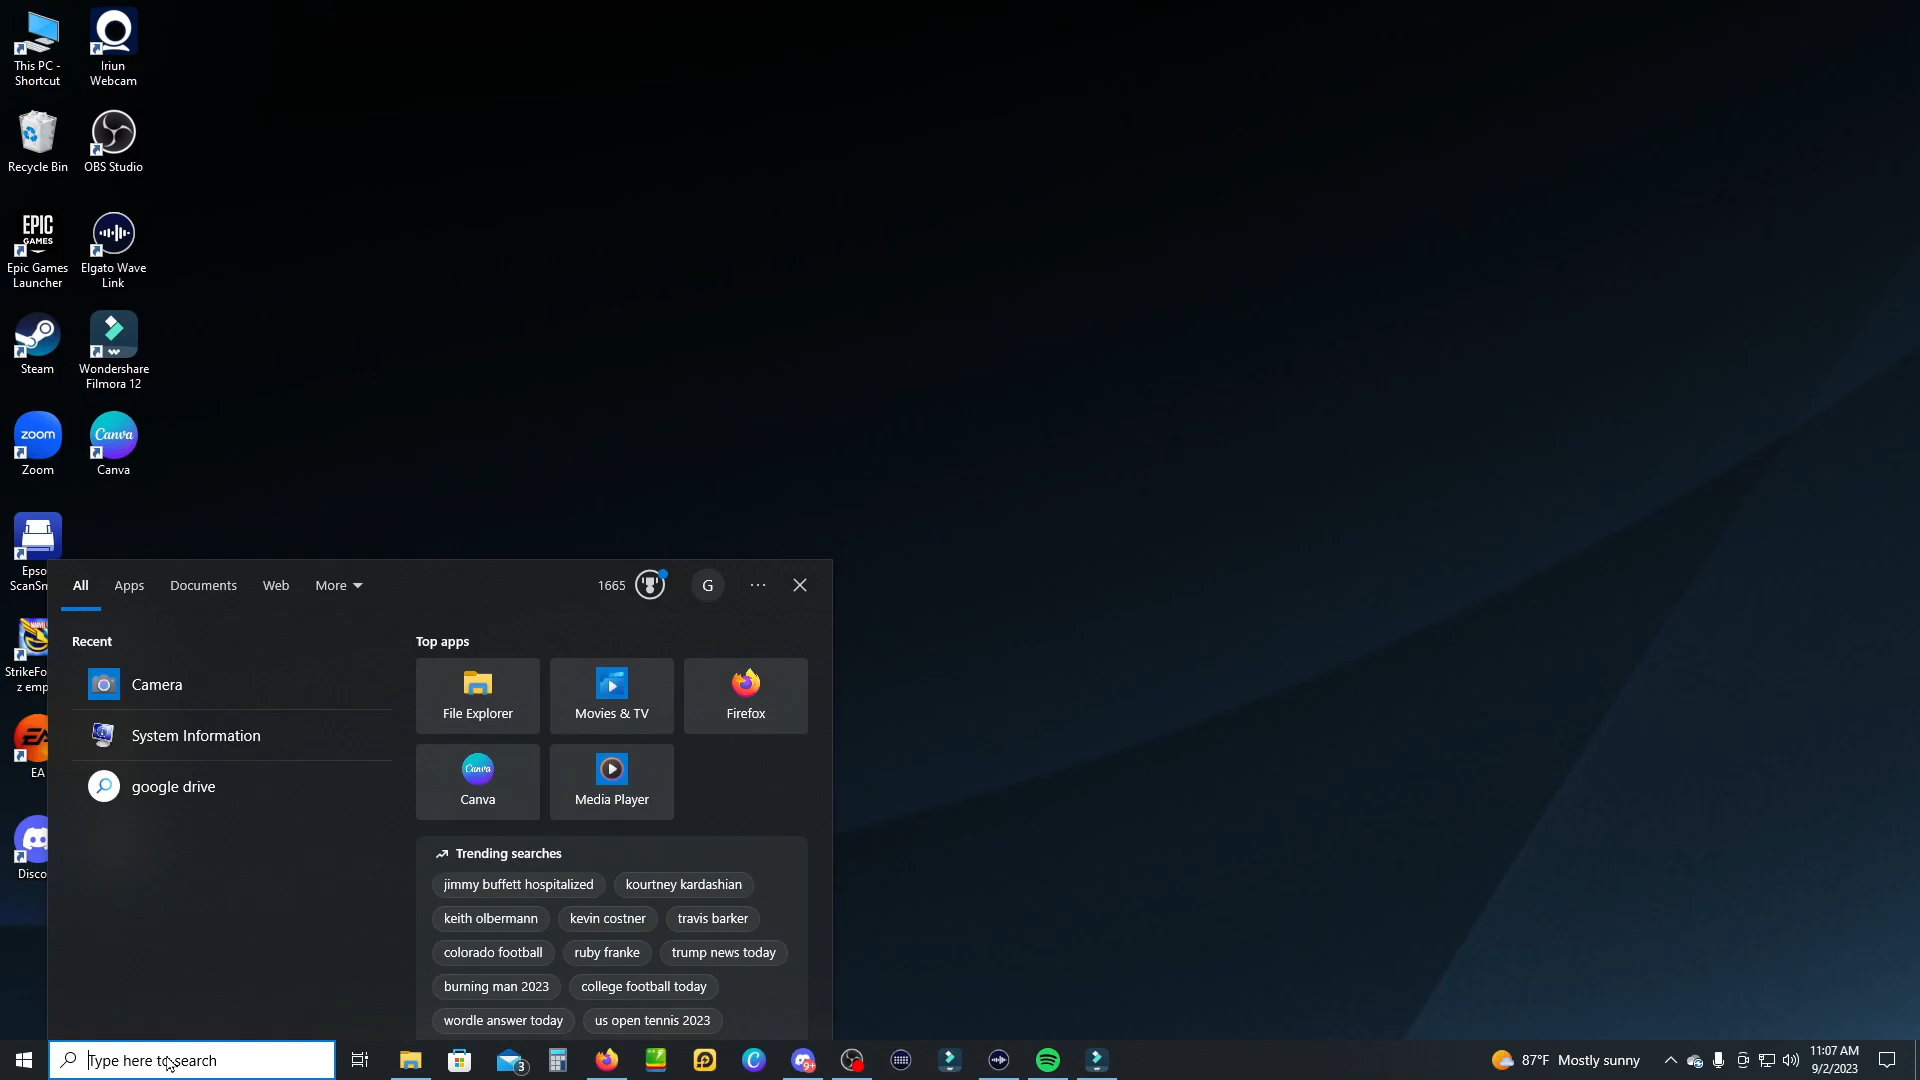 This PC -
Shortcut
Iriun
Webcam
Recycle Bin
OBS Studio
EPIC
GAMES
Epic Games
Launcher
Elgato Wave
Link
Steam
Wondershare
Filmora 12
zoom
Zoom
Canva
Canva
Epso
ScanSm
StrikeFo
z emp
EA
EA
Disco
All
Apps
Documents
Web
More
1665
G
Recent
Camera
System Information
google drive
Top apps
File Explorer
Movies & TV
Firefox
Canva
Canva
Media Player
Trending searches
jimmy buffett hospitalized
kourtney kardashian
keith olbermann
kevin costner
travis barker
colorado football
ruby franke
trump news today
burning man 2023
college football today
wordle answer today
us open tennis 2023
Type here to search
3
9+
87°F Mostly sunny
11:07 AM
9/2/2023